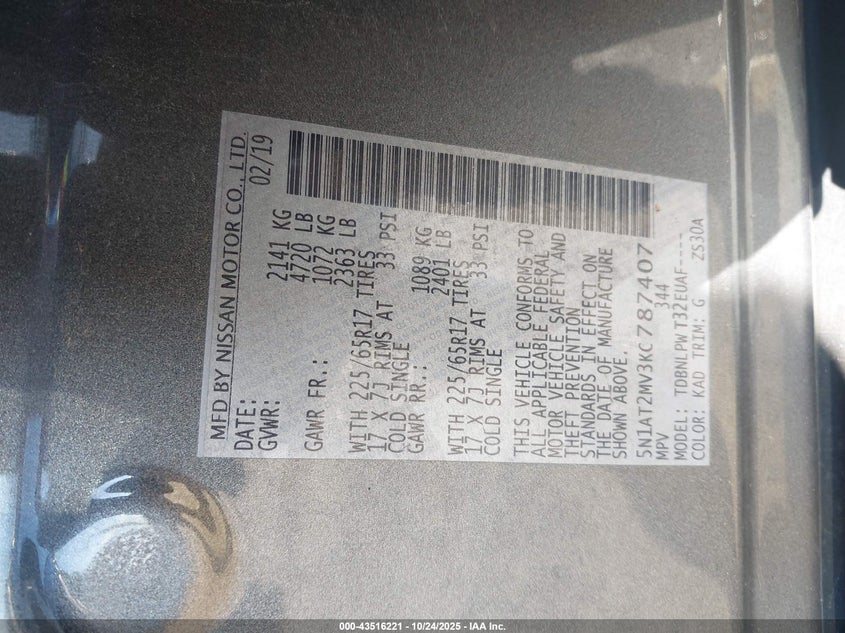 MFD BY NISSAN MOTOR CO., LTD.
DATE: 02/19
GVWR: 2141 KG
4720 LB
GAWR FR.: 1072 KG
2363 LB
WITH 225/65R17 TIRES
17 X 7J RIMS AT 33 PSI
COLD SINGLE
GAWR RR.: 1089 KG
2401 LB
WITH 225/65R17 TIRES
17 X 7J RIMS AT 33 PSI
COLD SINGLE
THIS VEHICLE CONFORMS TO
ALL APPLICABLE FEDERAL
MOTOR VEHICLE SAFETY AND
THEFT PREVENTION
STANDARDS IN EFFECT ON
THE DATE OF MANUFACTURE
SHOWN ABOVE.
5N1AT2MV3KC787407
MPV 344
MODEL: TDBNLPW T32EUAF----
COLOR: KAD TRIM: G ZS30A
000-43516221 - 10/24/2025 - IAA Inc.